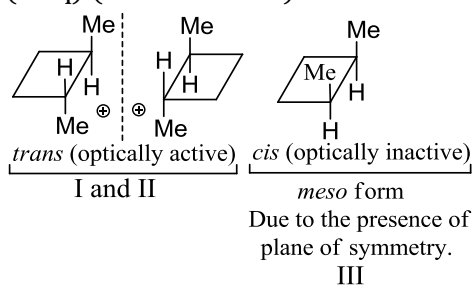 Me
Me
Me
H
H
H
H
Me
H
Me
⊕
⊕
Me
H
trans (optically active)
cis (optically inactive)
I and II
meso form
Due to the presence of
plane of symmetry.
III